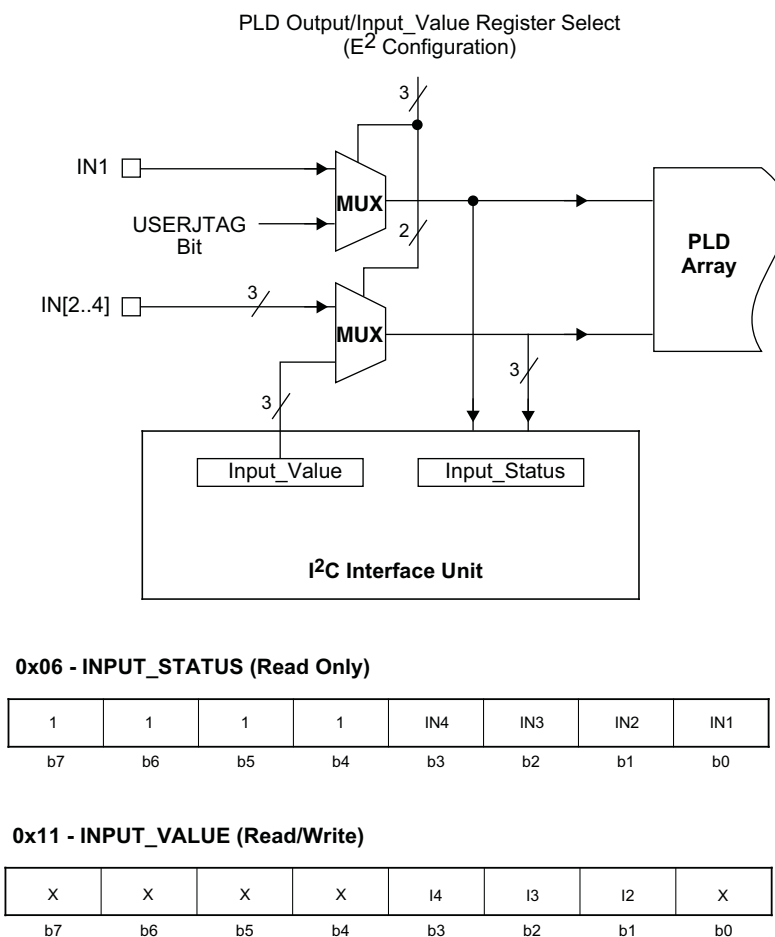 PLD Output/Input_Value Register Select
(E2 Configuration)
3
IN1
MUX
USERJTAG
Bit
2
PLD
Array
IN[2..4]
3
MUX
3
3
Input_Value
Input_Status
I2C Interface Unit
0x06 - INPUT_STATUS (Read Only)
1 1 1 1 IN4 IN3 IN2 IN1
b7 b6 b5 b4 b3 b2 b1 b0
0x11 - INPUT_VALUE (Read/Write)
X X X X I4 I3 I2 X
b7 b6 b5 b4 b3 b2 b1 b0